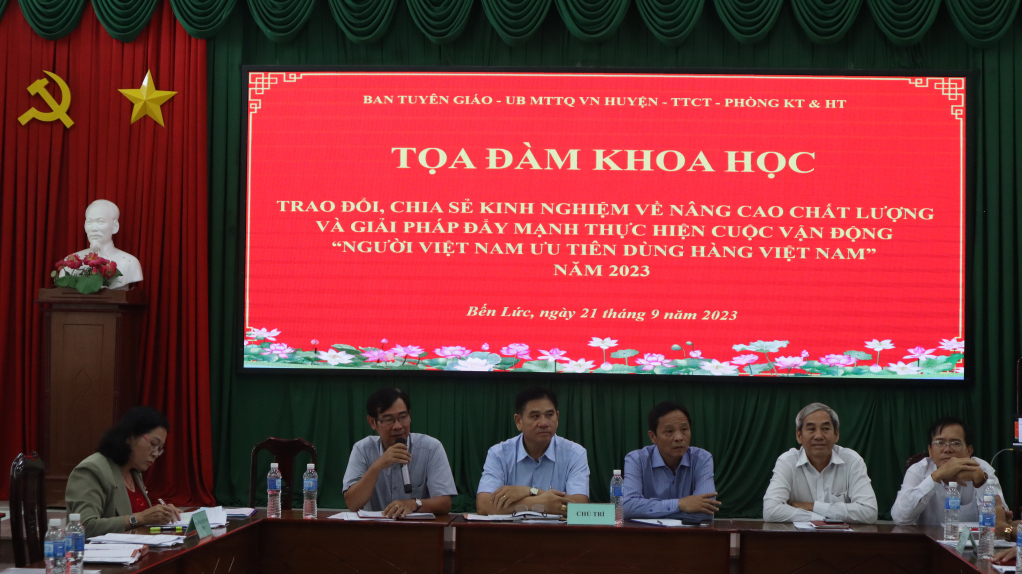 BAN TUYÊN GIÁO - UB MTTQ VN HUYỆN - TTCT - PHÒNG KT & HT
TỌA ĐÀM KHOA HỌC
TRAO ĐỔI, CHIA SẺ KINH NGHIỆM VỀ NÂNG CAO CHẤT LƯỢNG
VÀ GIẢI PHÁP ĐẨY MẠNH THỰC HIỆN CUỘC VẬN ĐỘNG
“NGƯỜI VIỆT NAM ƯU TIÊN DÙNG HÀNG VIỆT NAM”
NĂM 2023
Bến Lức, ngày 21 tháng 9 năm 2023
CHỦ TRÌ